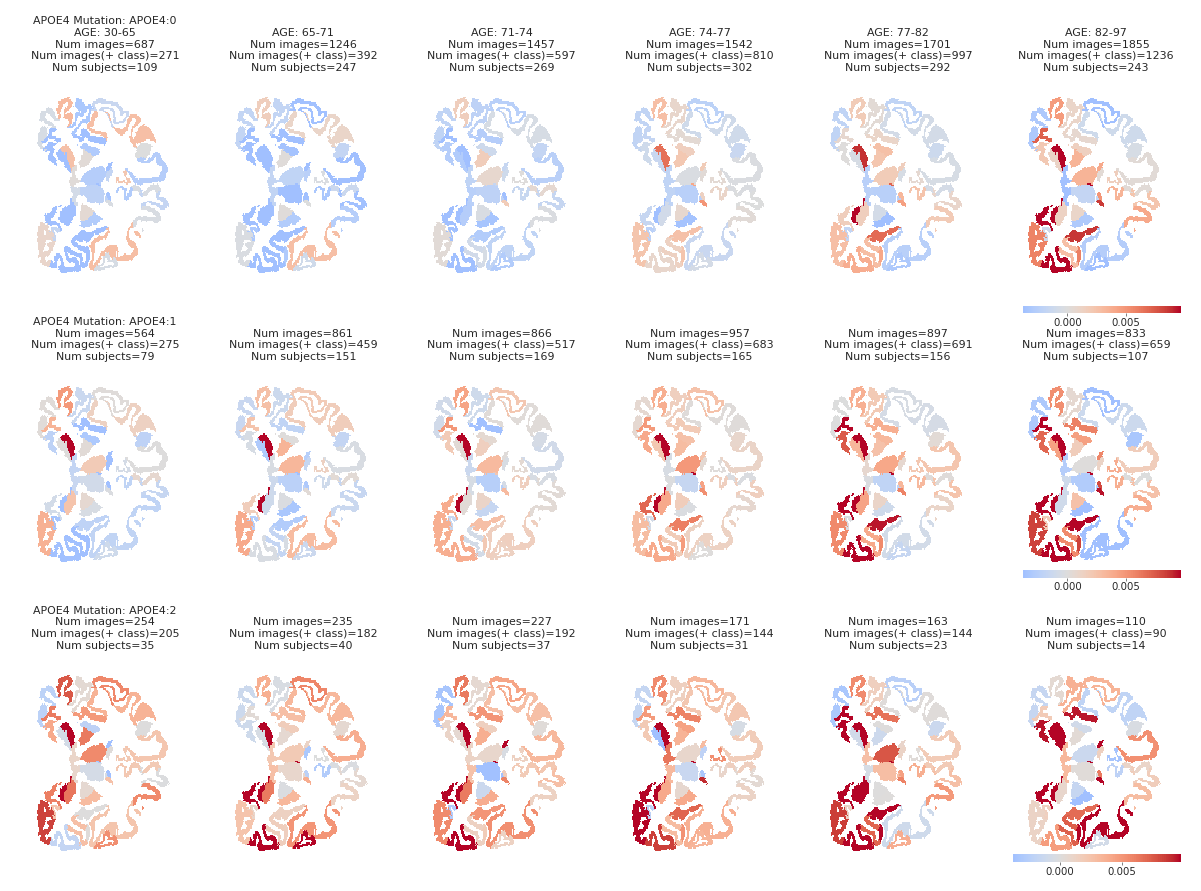 APOE4 Mutation: APOE4:0
AGE: 30-65
Num images=687
Num images(+ class)=271
Num subjects=109
AGE: 65-71
Num images=1246
Num images(+ class)=392
Num subjects=247
AGE: 71-74
Num images=1457
Num images(+ class)=597
Num subjects=269
AGE: 74-77
Num images=1542
Num images(+ class)=810
Num subjects=302
AGE: 77-82
Num images=1701
Num images(+ class)=997
Num subjects=292
AGE: 82-97
Num images=1855
Num images(+ class)=1236
Num subjects=243
0.000 0.005
APOE4 Mutation: APOE4:1
Num images=564
Num images(+ class)=275
Num subjects=79
Num images=861
Num images(+ class)=459
Num subjects=151
Num images=866
Num images(+ class)=517
Num subjects=169
Num images=957
Num images(+ class)=683
Num subjects=165
Num images=897
Num images(+ class)=691
Num subjects=156
Num images=833
Num images(+ class)=659
Num subjects=107
0.000 0.005
APOE4 Mutation: APOE4:2
Num images=254
Num images(+ class)=205
Num subjects=35
Num images=235
Num images(+ class)=182
Num subjects=40
Num images=227
Num images(+ class)=192
Num subjects=37
Num images=171
Num images(+ class)=144
Num subjects=31
Num images=163
Num images(+ class)=144
Num subjects=23
Num images=110
Num images(+ class)=90
Num subjects=14
0.000 0.005